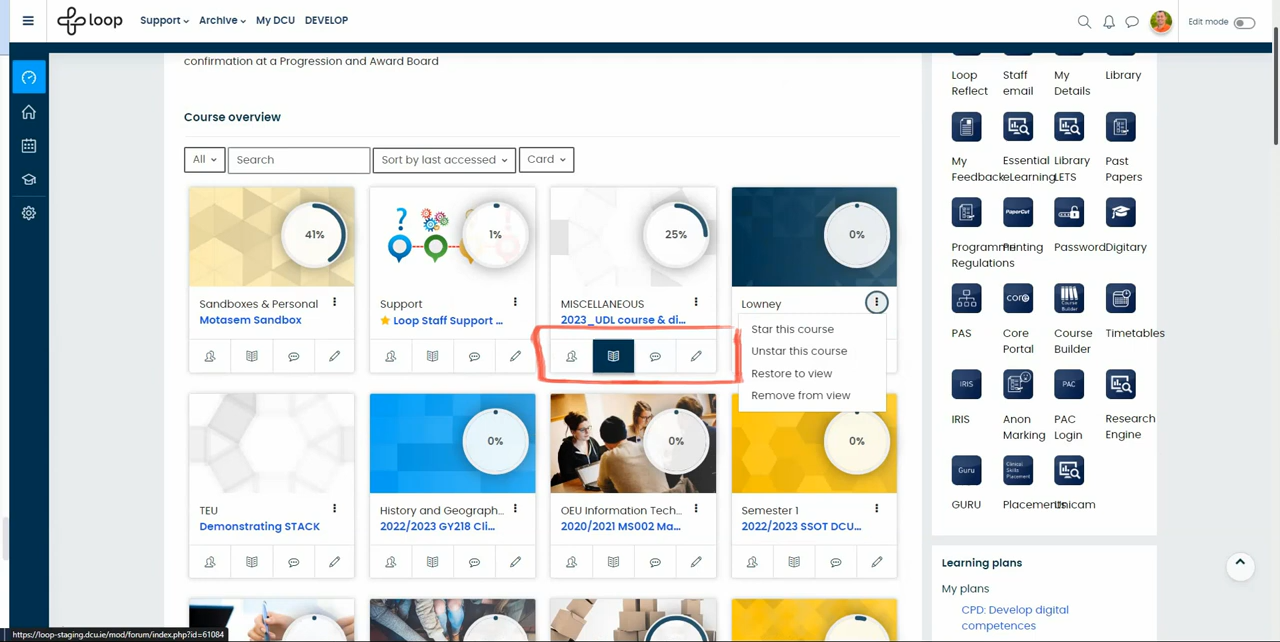 loop
Support
Archive
My DCU
DEVELOP
Edit mode
confirmation at a Progression and Award Board
Course overview
All
Search
Sort by last accessed
Card
41%
1%
25%
0%
Sandboxes & Personal
Motasem Sandbox
Support
Loop Staff Support ...
MISCELLANEOUS
2023_UDL course & di...
Lowney
Star this course
Unstar this course
Restore to view
Remove from view
0%
0%
0%
TEU
Demonstrating STACK
History and Geograph...
2022/2023 GY218 Cli...
OEU Information Tech...
2020/2021 MS002 Ma...
Semester 1
2022/2023 SSOT DCU...
Loop Reflect
Staff email
My Details
Library
My Feedback
Essential eLearning
Library LETS
Past Papers
Programme Regulations
PaperCut
Printing
Password
Digitary
PAS
core
Core Portal
Course Builder
Course Builder
Timetables
IRIS
IRIS
Anon Marking
PAC
PAC Login
Research Engine
Guru
GURU
Clinical Skills Placement
Placements
Unicam
Learning plans
My plans
CPD: Develop digital
competences
https://loop-staging.dcu.ie/mod/forum/index.php?id=61084